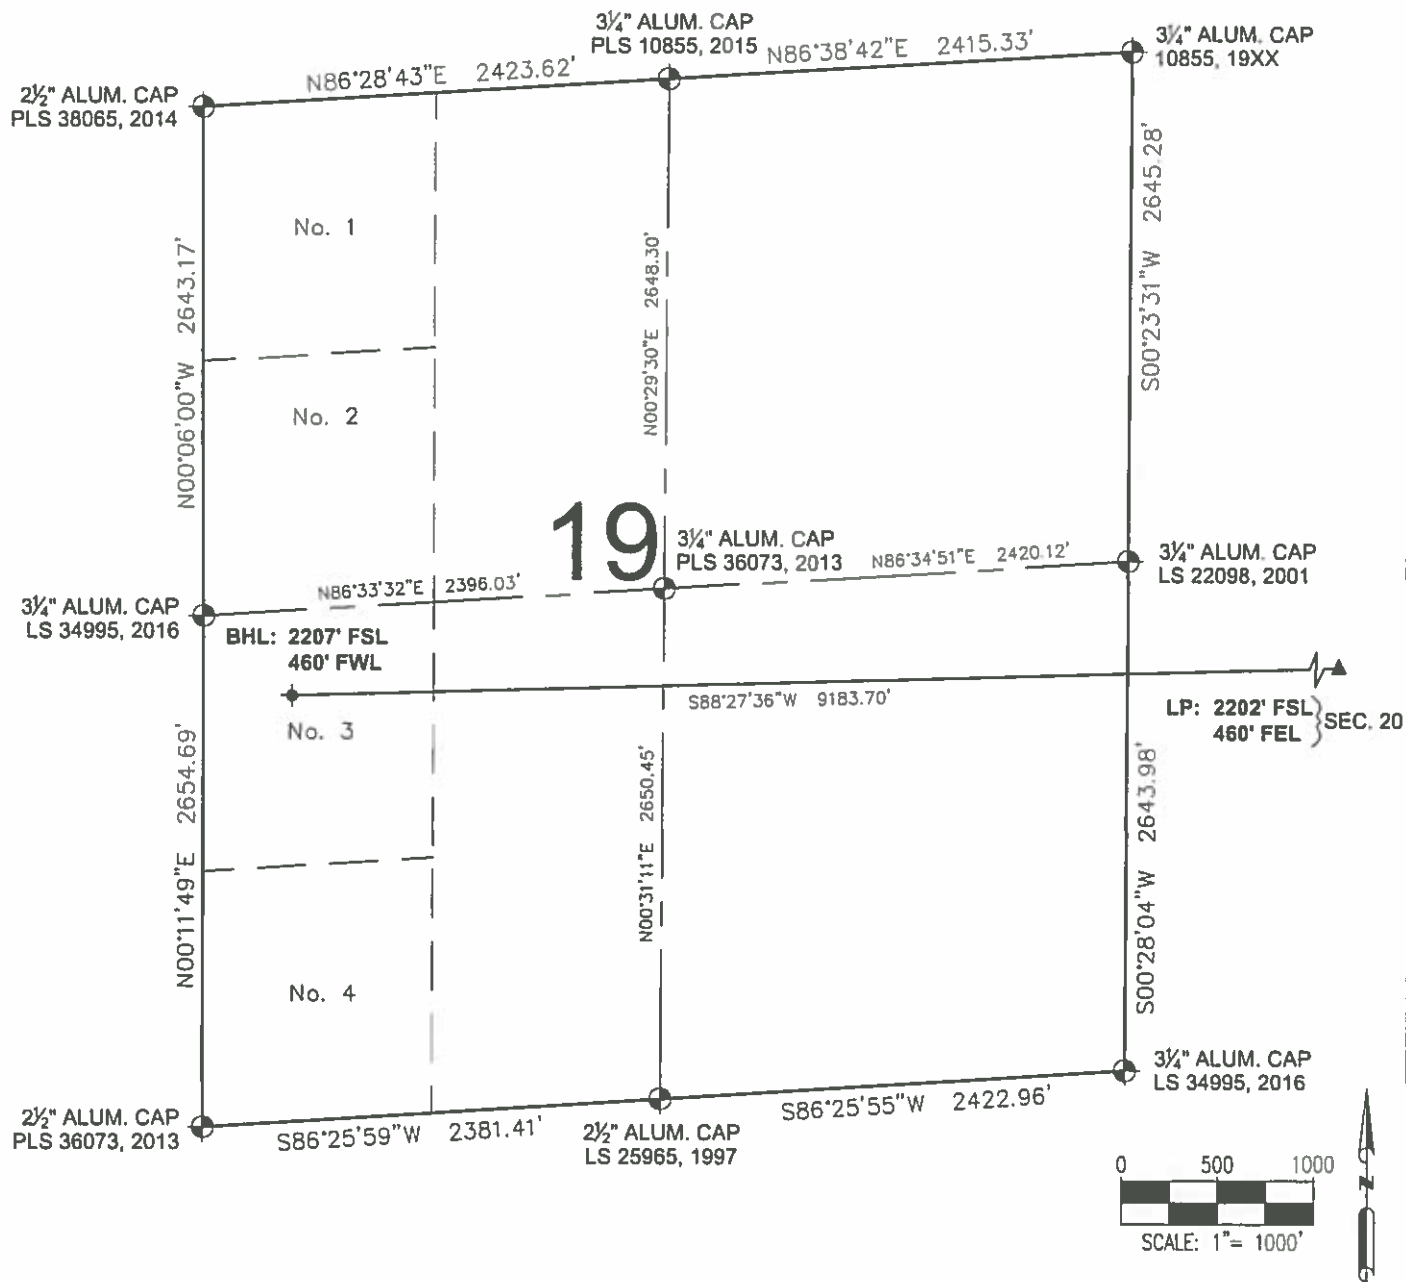 3¼" ALUM. CAP
PLS 10855, 2015
3¼" ALUM. CAP
10855, 19XX
N86°28'43"E 2423.62'
N86°38'42"E 2415.33'
2½" ALUM. CAP
PLS 38065, 2014
No. 1
N00°06'00"W 2643.17'
N00°29'30"E 2648.30'
S00°23'31"W 2645.28'
No. 2
19
3¼" ALUM. CAP
PLS 36073, 2013
N86°34'51"E 2420.12'
3¼" ALUM. CAP
LS 22098, 2001
N86°33'32"E 2396.03'
3¼" ALUM. CAP
LS 34995, 2016
BHL: 2207' FSL
460' FWL
S88°27'36"W 9183.70'
LP: 2202' FSL
460' FEL
SEC. 20
No. 3
N00°11'49"E 2654.69'
N00°31'11"E 2650.45'
S00°28'04"W 2643.98'
No. 4
3¼" ALUM. CAP
LS 34995, 2016
2½" ALUM. CAP
PLS 36073, 2013
S86°25'59"W 2381.41'
S86°25'55"W 2422.96'
2½" ALUM. CAP
LS 25965, 1997
0 500 1000
SCALE: 1"= 1000'
N